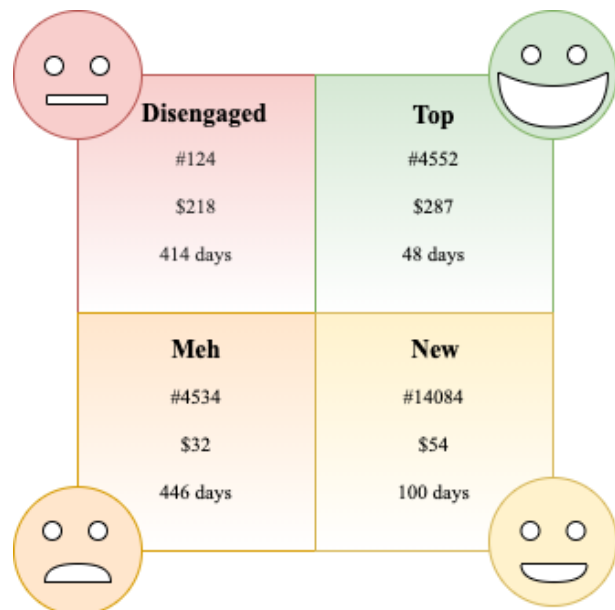 Disengaged
#124
$218
414 days
Top
#4552
$287
48 days
Meh
#4534
$32
446 days
New
#14084
$54
100 days